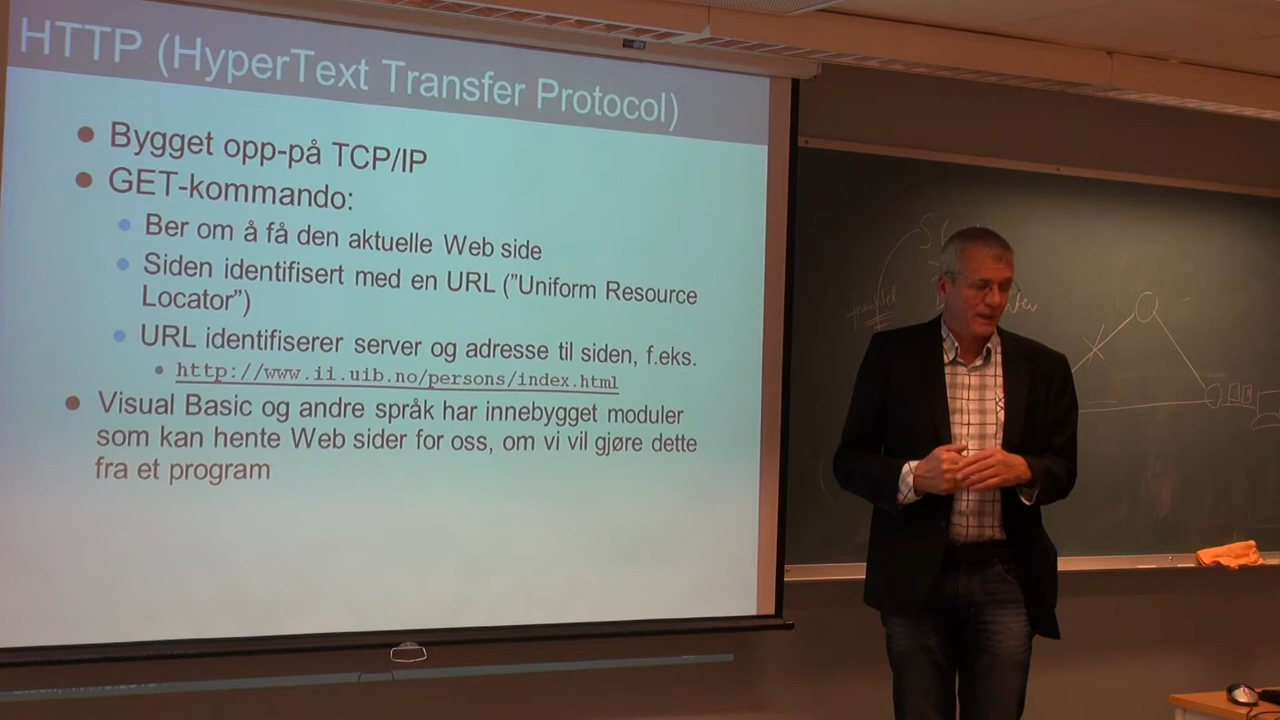 HTTP (HyperText Transfer Protocol)
Bygget opp-på TCP/IP
GET-kommando:
Ber om å få den aktuelle Web side
Siden identifisert med en URL ("Uniform Resource
Locator")
URL identifiserer server og adresse til siden, f.eks.
http://www.ii.uib.no/persons/index.html
Visual Basic og andre språk har innebygget moduler
som kan hente Web sider for oss, om vi vil gjøre dette
fra et program